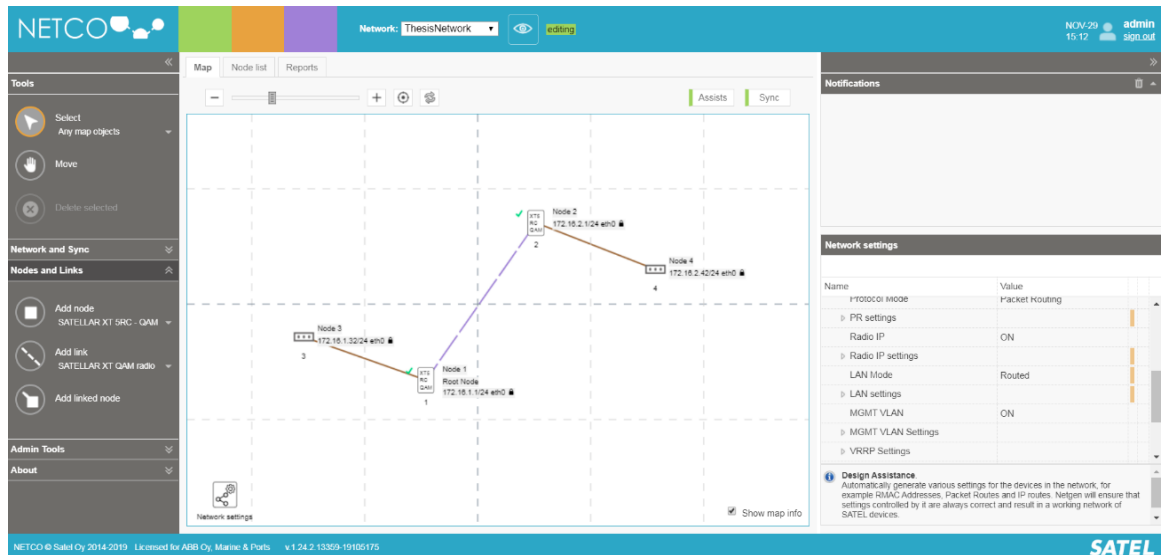 NETCO
Network: ThesisNetwork
editing
NOV-29
15:12
admin
sign out
Tools
Select
Any map objects
Move
Delete selected
Network and Sync
Nodes and Links
Add node
SATELLAR XT 5RC - QAM
Add link
SATELLAR XT QAM radio
Add linked node
Admin Tools
About
Map
Node list
Reports
Assists
Sync
XT5
RC
QAM
2
Node 2
172.16.2.1/24 eth0
Node 4
172.16.2.42/24 eth0
4
Node 3
172.16.1.32/24 eth0
3
XT5
RC
QAM
1
Node 1
Root Node
172.16.1.1/24 eth0
Network settings
Show map info
Notifications
Network settings
Name Value
Protocol Mode Packet Routing
PR settings
Radio IP ON
Radio IP settings
LAN Mode Routed
LAN settings
MGMT VLAN ON
MGMT VLAN Settings
VRRP Settings
Design Assistance.
Automatically generate various settings for the devices in the network, for
example RMAC Addresses, Packet Routes and IP routes. Netgen will ensure that
settings controlled by it are always correct and result in a working network of
SATEL devices.
NETCO © Satel Oy 2014-2019 Licensed for ABB Oy, Marine & Ports v.1.24.2.13359-19105175
SATEL